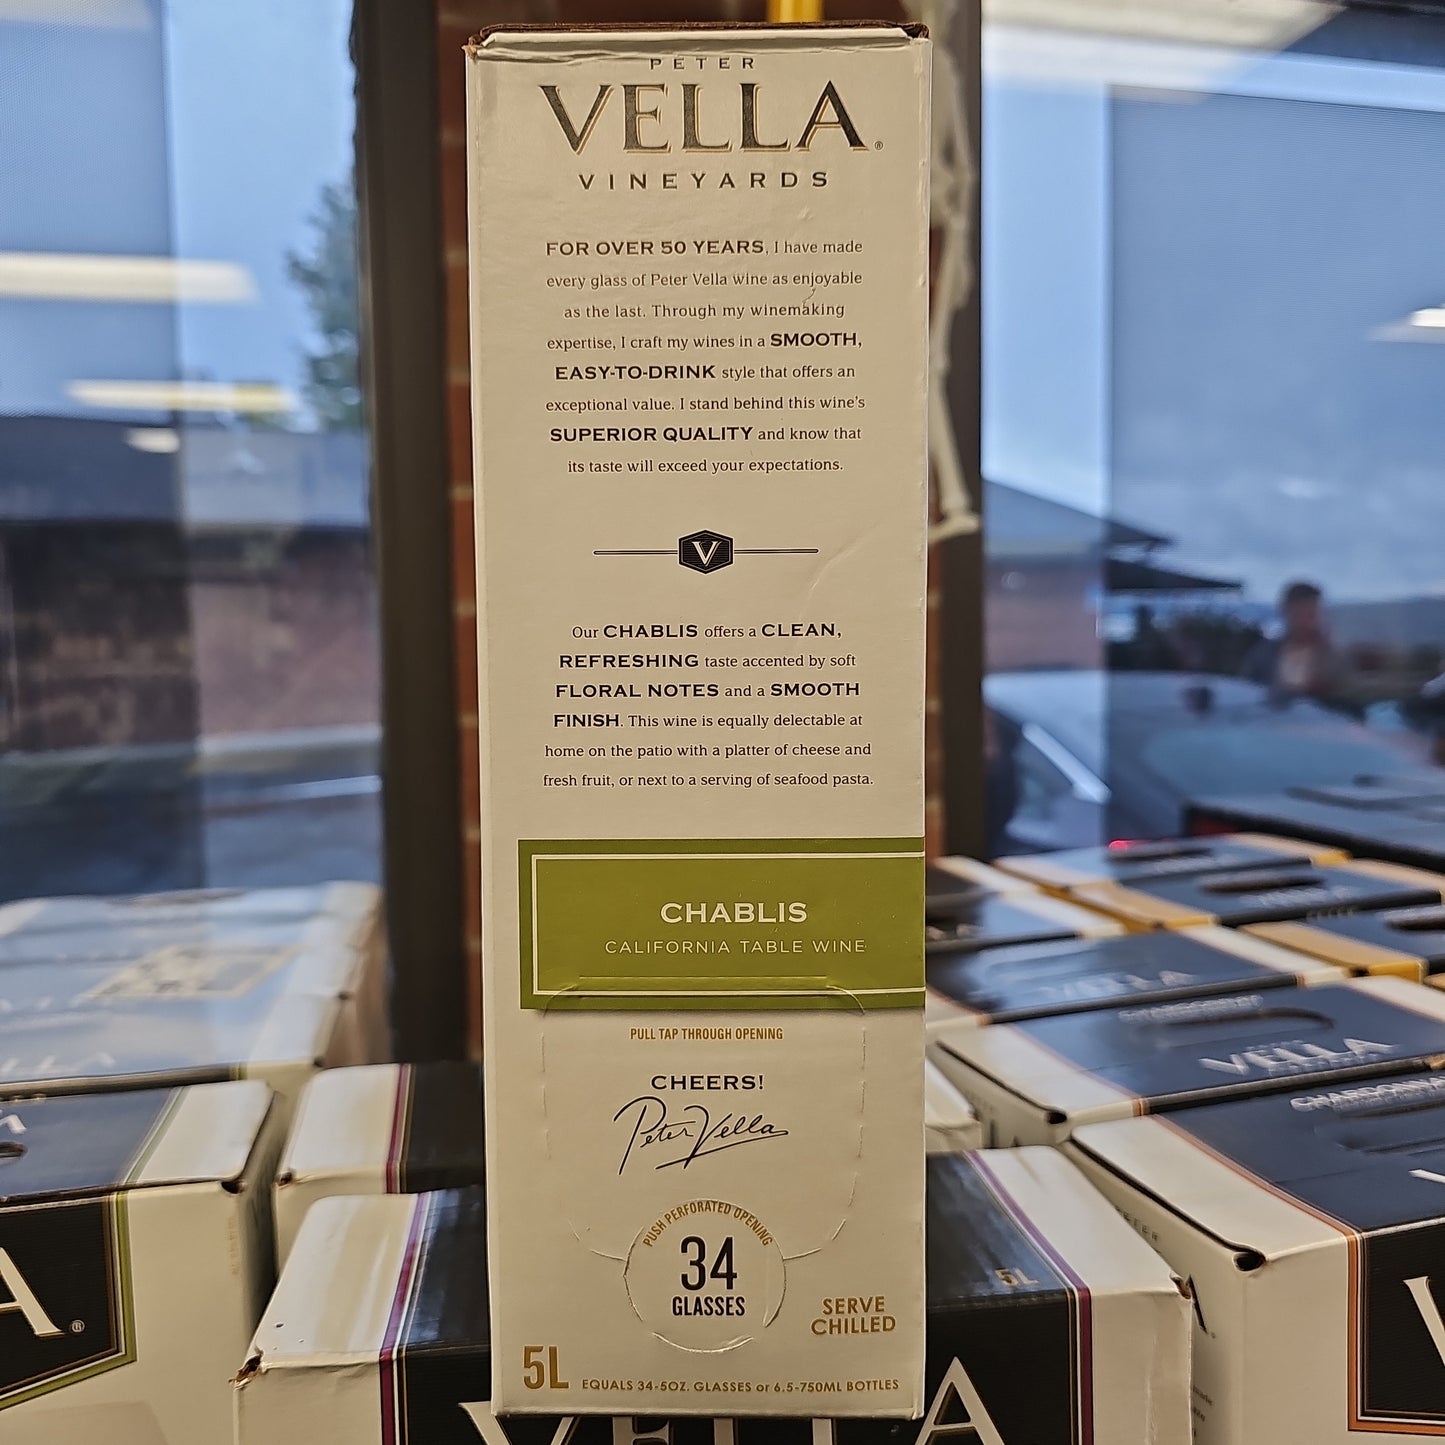 PETER
VELLA®
VINEYARDS
FOR OVER 50 YEARS, I have made
every glass of Peter Vella wine as enjoyable
as the last. Through my winemaking
expertise, I craft my wines in a SMOOTH,
EASY-TO-DRINK style that offers an
exceptional value. I stand behind this wine's
SUPERIOR QUALITY and know that
its taste will exceed your expectations.
V
Our CHABLIS offers a CLEAN,
REFRESHING taste accented by soft
FLORAL NOTES and a SMOOTH
FINISH. This wine is equally delectable at
home on the patio with a platter of cheese and
fresh fruit, or next to a serving of seafood pasta.
CHABLIS
CALIFORNIA TABLE WINE
PULL TAP THROUGH OPENING
CHEERS!
Peter Vella
PUSH PERFORATED OPENING
34
GLASSES
SERVE
CHILLED
5L EQUALS 34-5OZ. GLASSES or 6.5-750ML BOTTLES
VELLA
VELLA
CHARDONNA
5L
A®